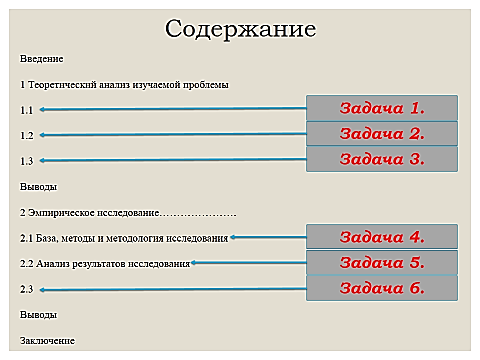 Содержание
Введение
1 Теоретический анализ изучаемой проблемы
1.1 Задача 1.
1.2 Задача 2.
1.3 Задача 3.
Выводы
2 Эмпирическое исследование......................
2.1 База, методы и методология исследования Задача 4.
2.2 Анализ результатов исследования Задача 5.
2.3 Задача 6.
Выводы
Заключение